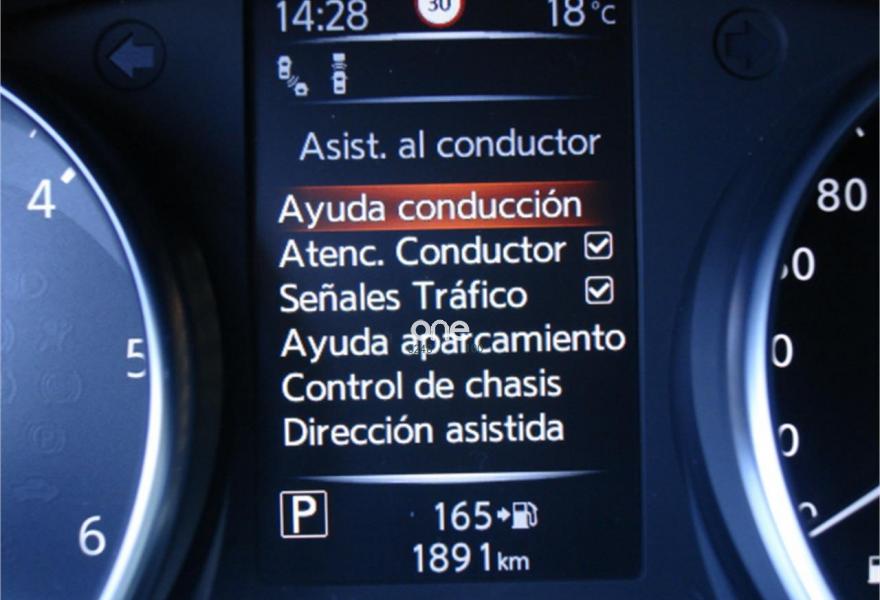 14:28 30 18°C
Asist. al conductor
Ayuda conducción
Atenc. Conductor
Señales Tráfico
one
Ayuda aparcamiento
Control de chasis
Dirección asistida
P 165
1891km
4
5
6
80